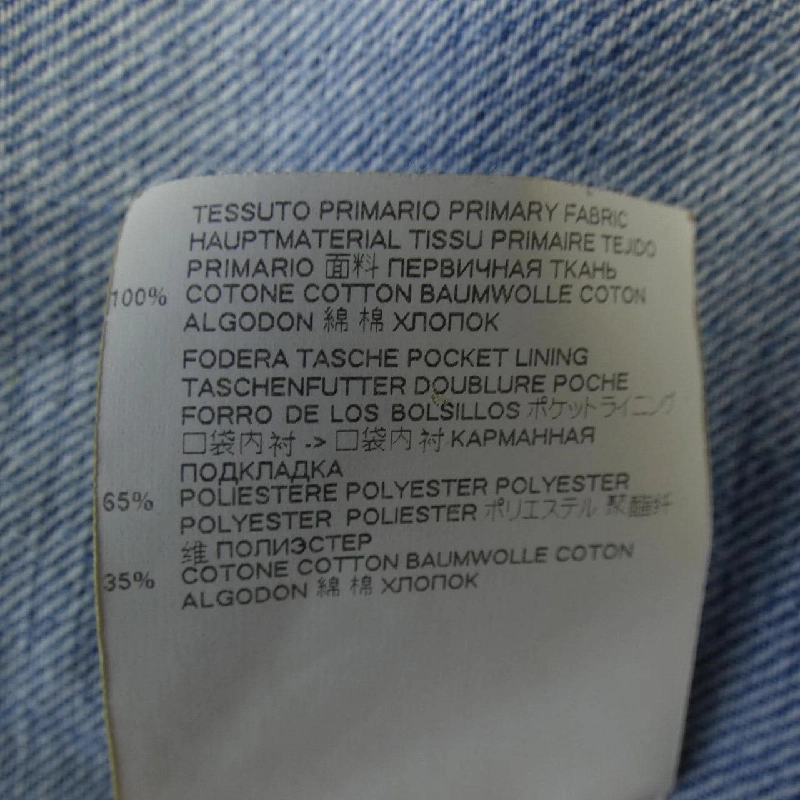 TESSUTO PRIMARIO PRIMARY FABRIC
HAUPTMATERIAL TISSU PRIMAIRE TEJIDO
PRIMARIO 面料 ПЕРВИЧНАЯ ТКАНЬ
100% COTONE COTTON BAUMWOLLE COTON
ALGODON 綿 棉 ХЛОПОК
FODERA TASCHE POCKET LINING
TASCHENFUTTER DOUBLURE POCHE
FORRO DE LOS BOLSILLOS ポケットライニング
口袋内衬 -> 口袋内衬 КАРМАННАЯ
ПОДКЛАДКА
65% POLIESTERE POLYESTER POLYESTER
POLYESTER POLIESTER ポリエステル 聚酯纤
维 ПОЛИЭСТЕР
35% COTONE COTTON BAUMWOLLE COTON
ALGODON 綿 棉 ХЛОПОК